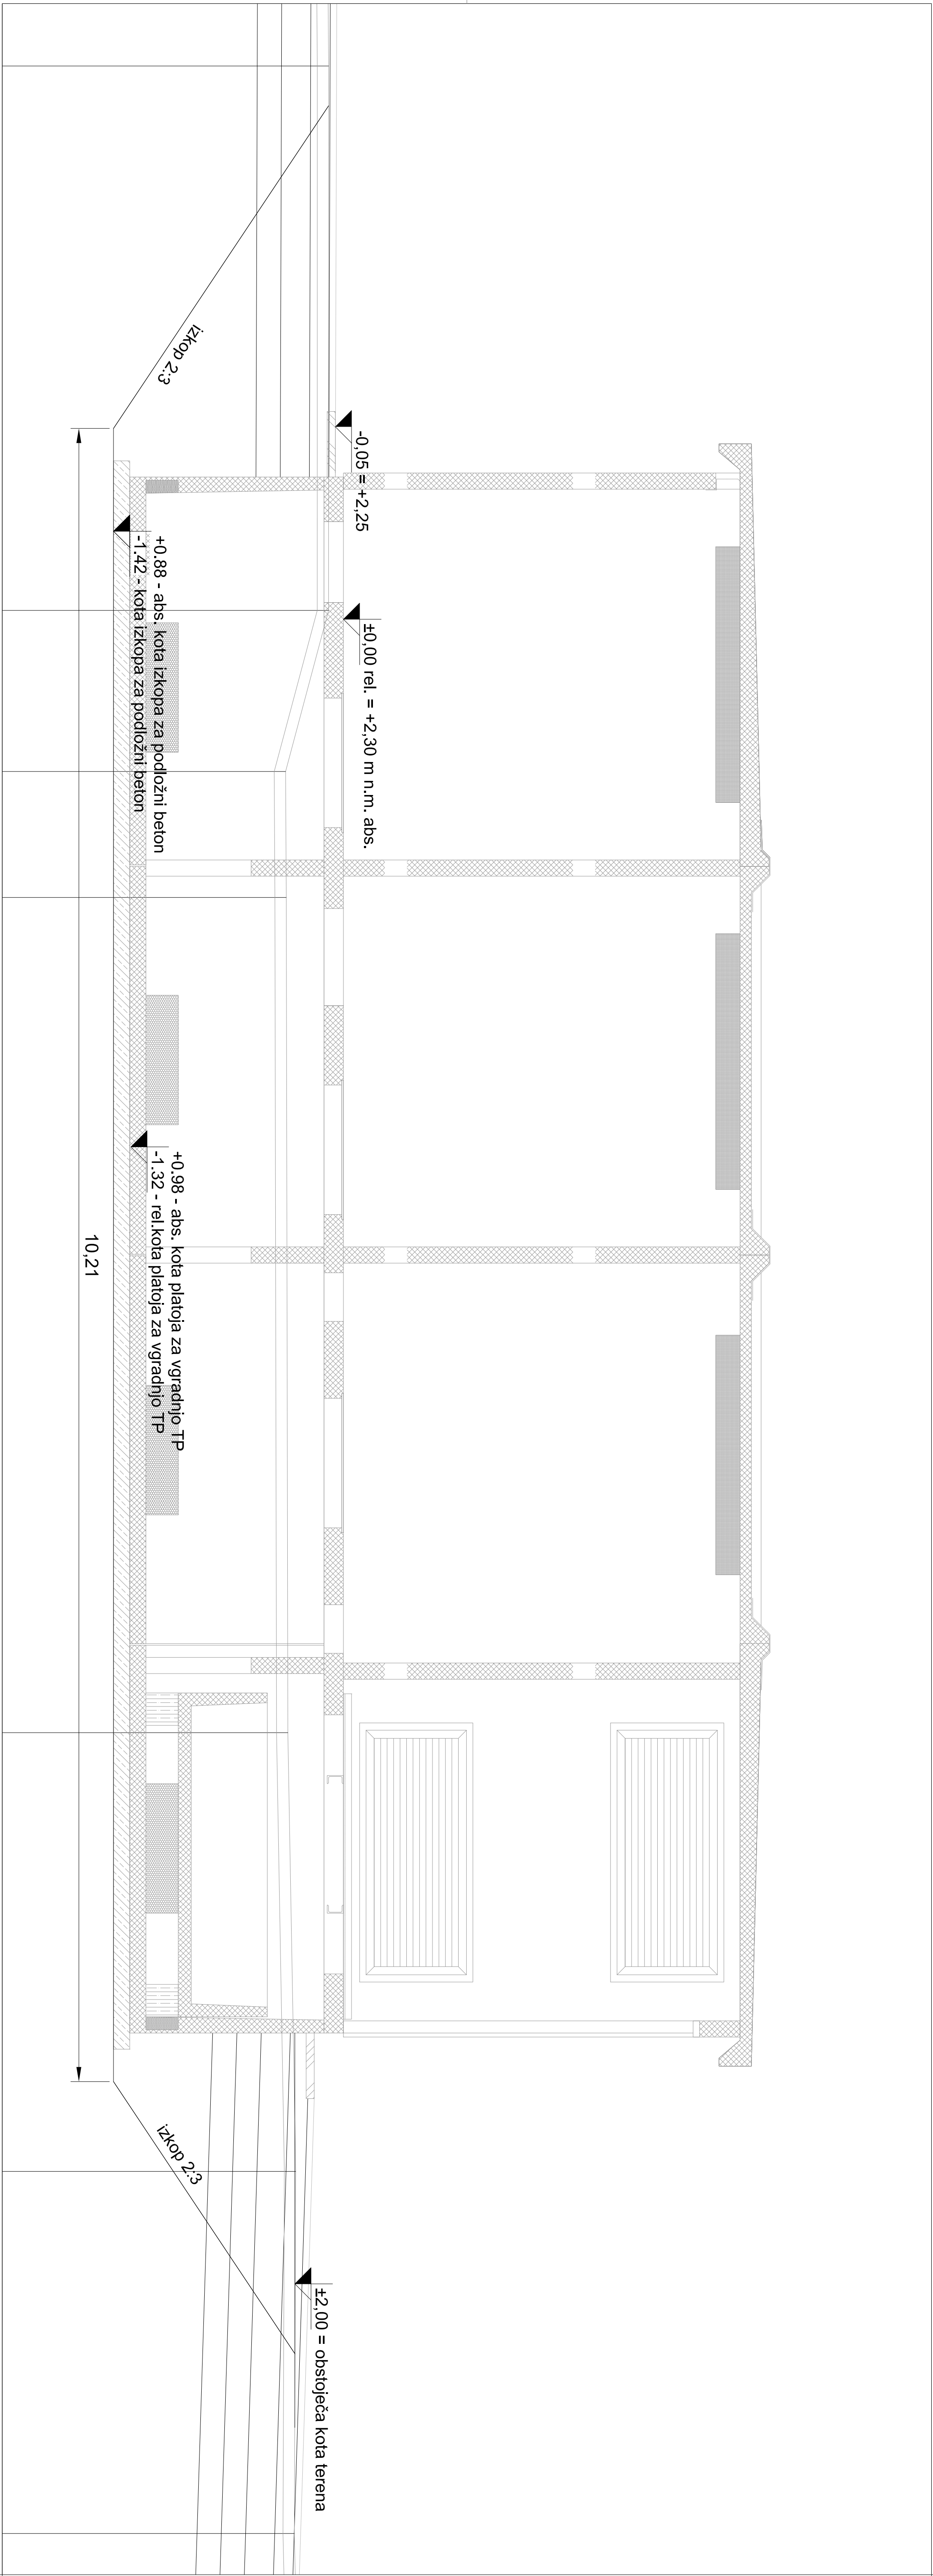 izkop 2:3
-0,05 = +2,25
±0,00 rel. = +2,30 m n.m. abs.
+0.88 - abs. kota izkopa za podložni beton
-1.42 - kota izkopa za podložni beton
+0.98 - abs. kota platoja za vgradnjo TP
-1.32 - rel.kota platoja za vgradnjo TP
10,21
izkop 2:3
±2,00 = obstoječa kota terena